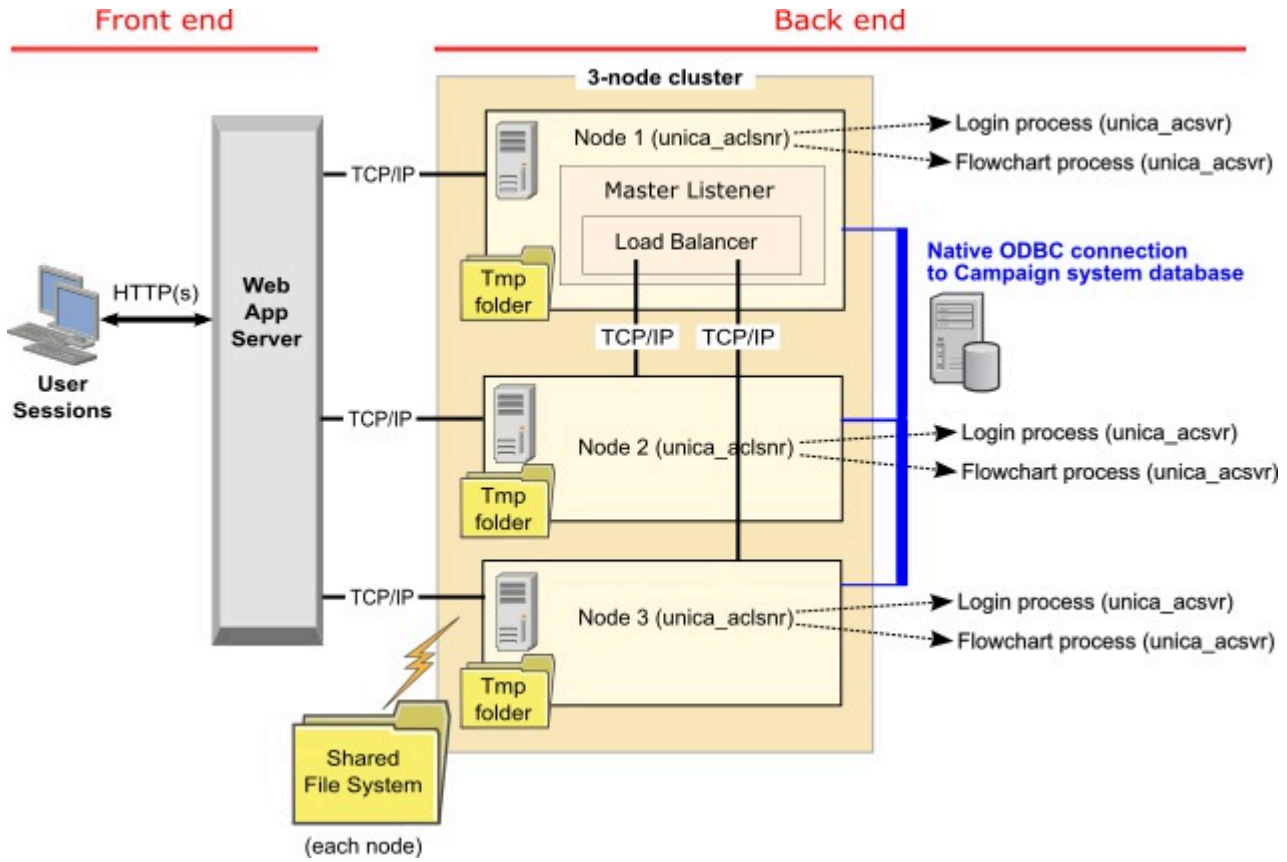 Front end
Back end
3-node cluster
Node 1 (unica_aclsnr)
Login process (unica_acsvr)
Flowchart process (unica_acsvr)
TCP/IP
Master Listener
Load Balancer
Tmp
folder
Native ODBC connection
to Campaign system database
HTTP(s)
Web
App
Server
User
Sessions
TCP/IP
TCP/IP
TCP/IP
Node 2 (unica_aclsnr)
Login process (unica_acsvr)
Flowchart process (unica_acsvr)
Tmp
folder
TCP/IP
Node 3 (unica_aclsnr)
Login process (unica_acsvr)
Flowchart process (unica_acsvr)
Tmp
folder
Shared
File System
(each node)